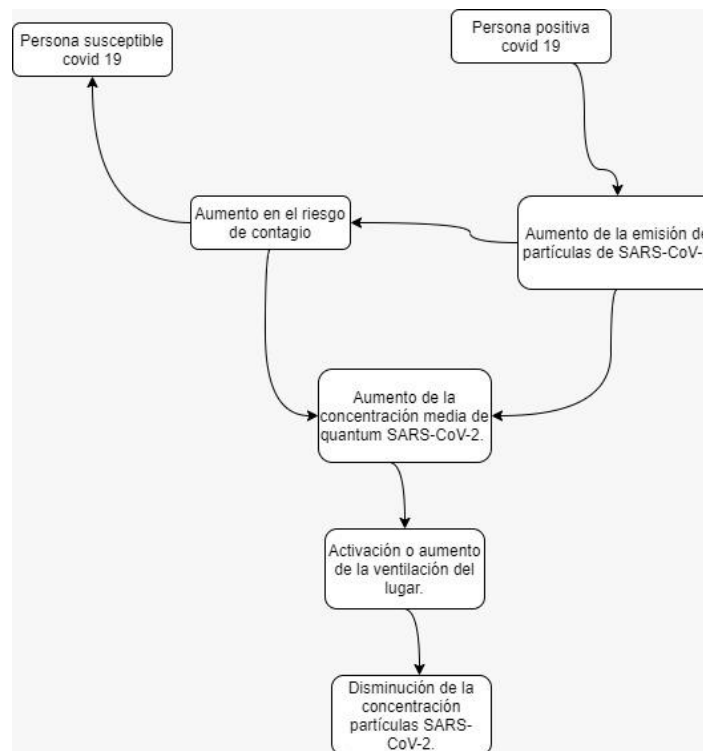 Persona susceptible
covid 19
Persona positiva
covid 19
Aumento en el riesgo
de contagio
Aumento de la emisión de
partículas de SARS-CoV-
Aumento de la
concentración media de
quantum SARS-CoV-2.
Activación o aumento
de la ventilación del
lugar.
Disminución de la
concentración
partículas SARS-
CoV-2.